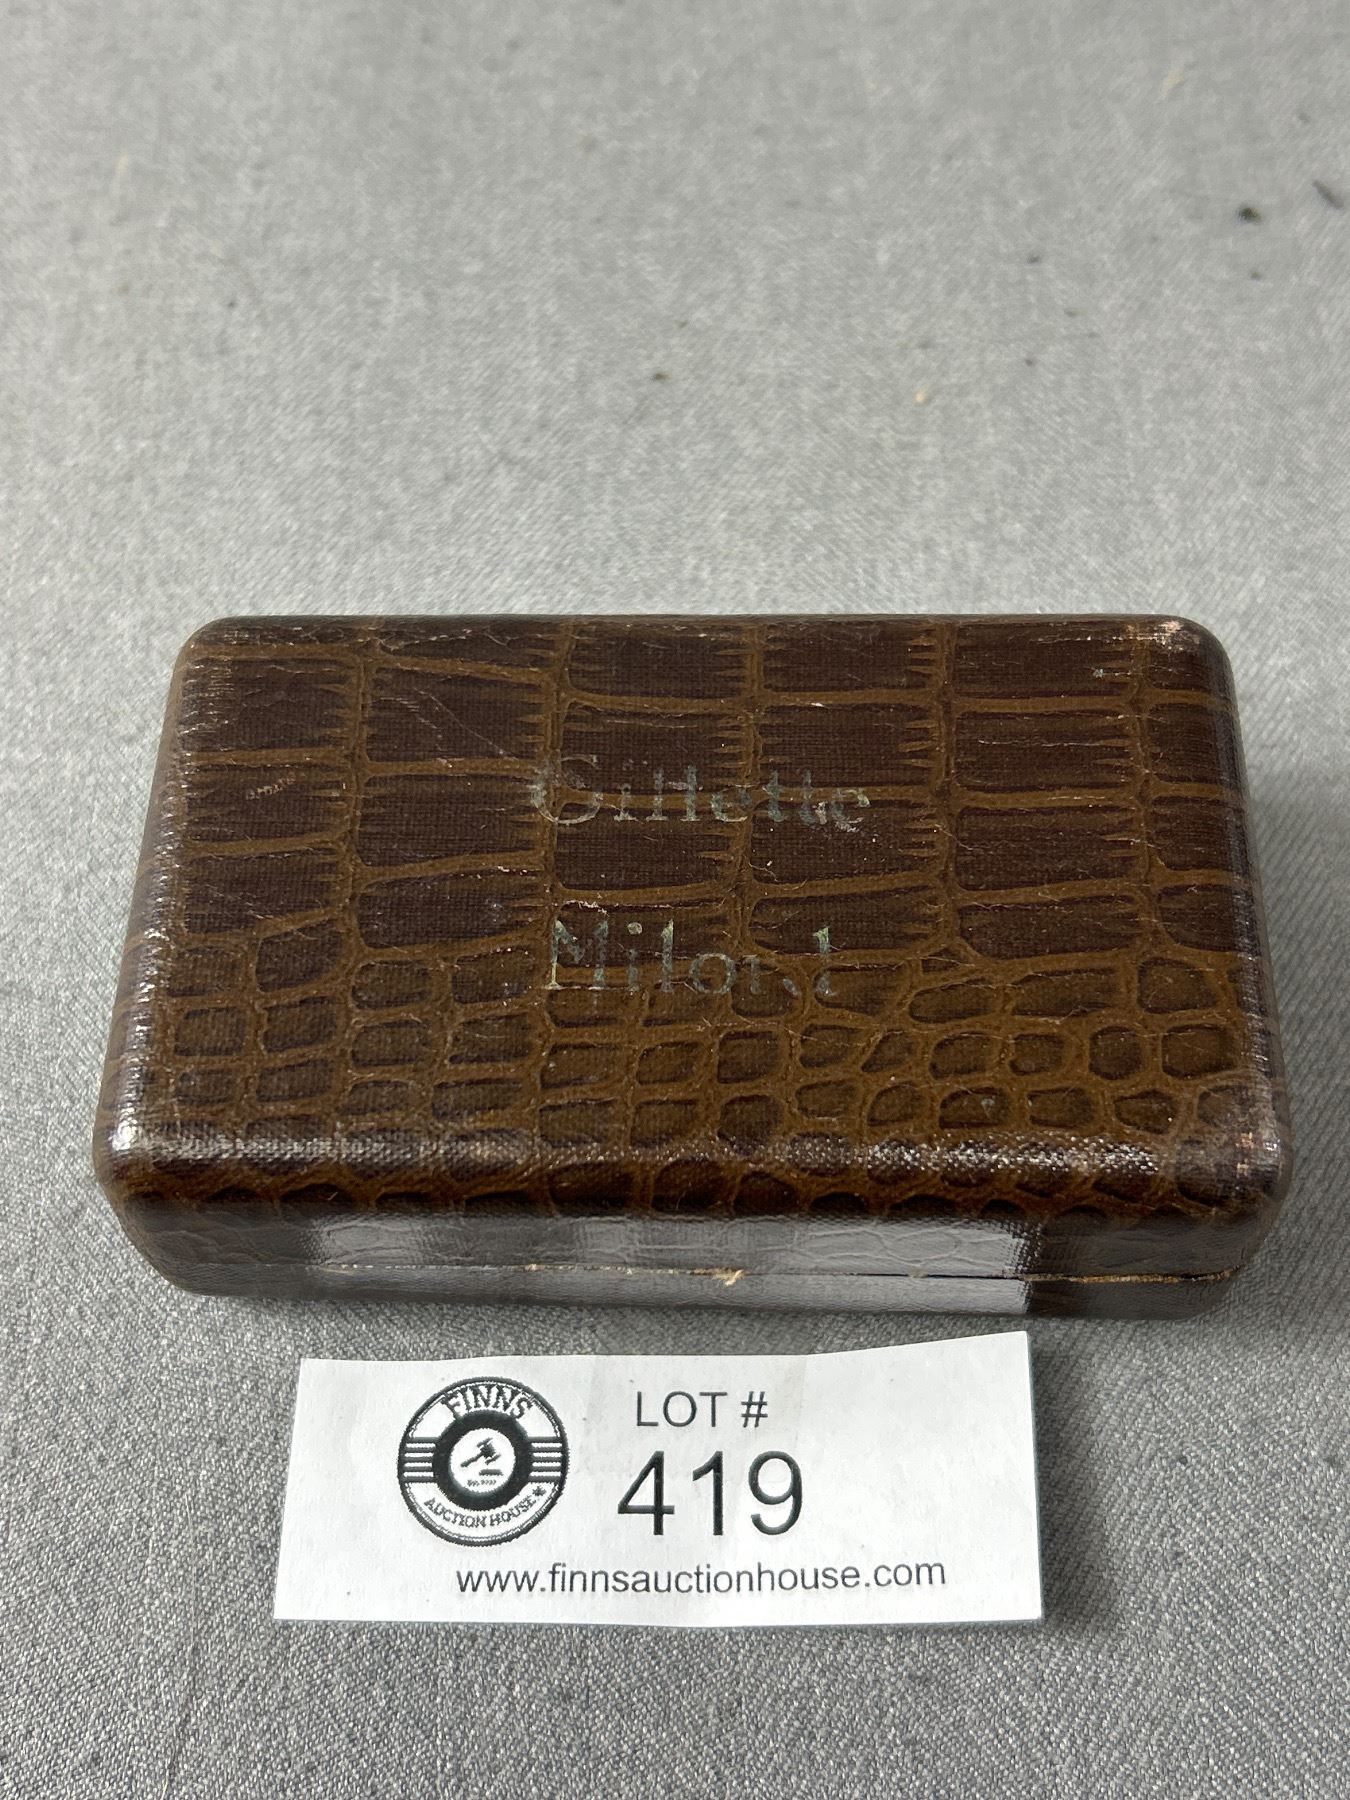 Gillette
Milord
FINNS
AUCTION HOUSE
LOT #
419
www.finnsauctionhouse.com